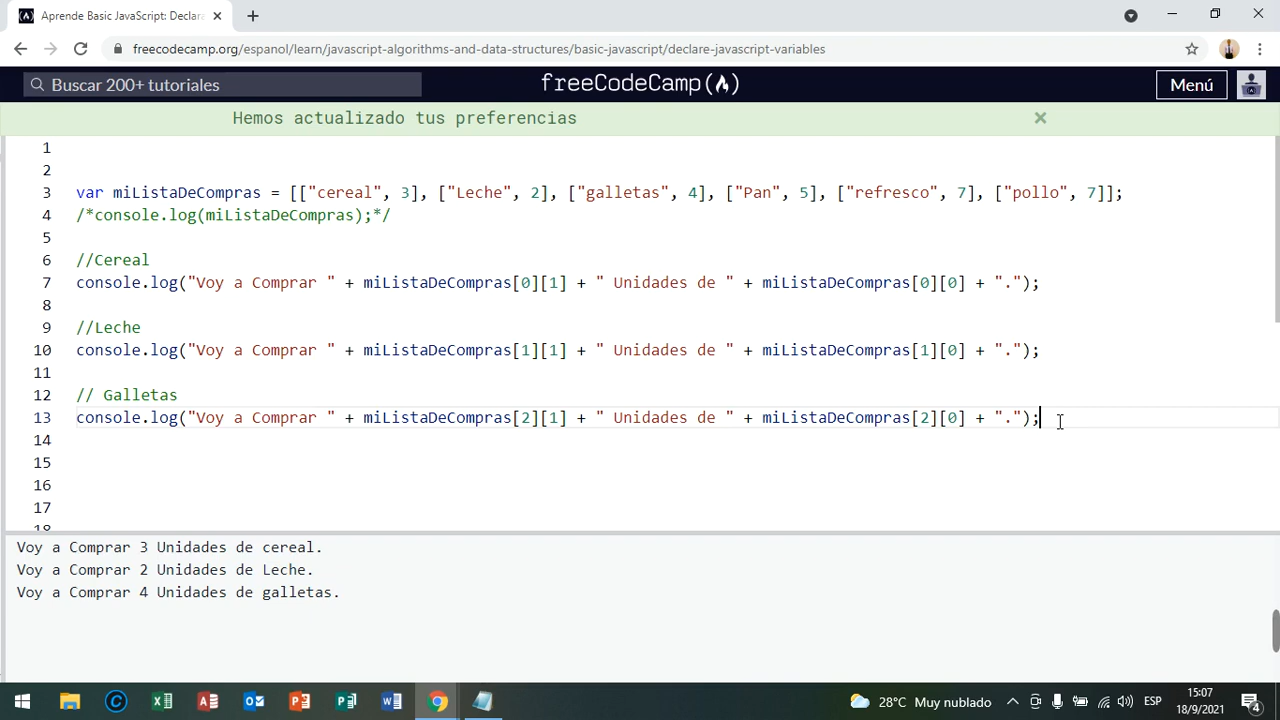 Aprende Basic JavaScript: Declara
freecodecamp.org/espanol/learn/javascript-algorithms-and-data-structures/basic-javascript/declare-javascript-variables
Buscar 200+ tutoriales
freeCodeCamp
Menú
Hemos actualizado tus preferencias
1
2
3 var miListaDeCompras = [["cereal", 3], ["Leche", 2], ["galletas", 4], ["Pan", 5], ["refresco", 7], ["pollo", 7]];
4 /*console.log(miListaDeCompras);*/
5
6 //Cereal
7 console.log("Voy a Comprar " + miListaDeCompras[0][1] + " Unidades de " + miListaDeCompras[0][0] + ".");
8
9 //Leche
10 console.log("Voy a Comprar " + miListaDeCompras[1][1] + " Unidades de " + miListaDeCompras[1][0] + ".");
11
12 // Galletas
13 console.log("Voy a Comprar " + miListaDeCompras[2][1] + " Unidades de " + miListaDeCompras[2][0] + ".");
14
15
16
17
18
Voy a Comprar 3 Unidades de cereal.
Voy a Comprar 2 Unidades de Leche.
Voy a Comprar 4 Unidades de galletas.
28°C Muy nublado
ESP
15:07
18/9/2021
4